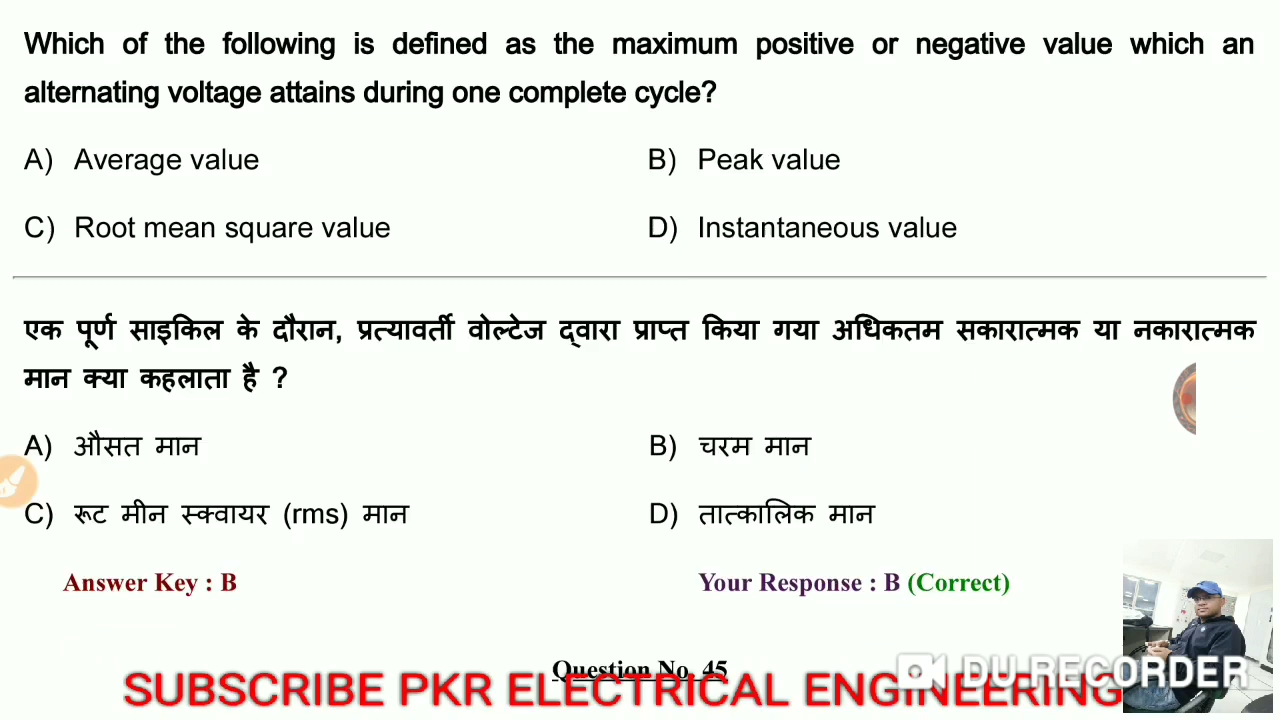 Which of the following is defined as the maximum positive or negative value which an
alternating voltage attains during one complete cycle?
A) Average value B) Peak value
C) Root mean square value D) Instantaneous value
एक पूर्ण साइकिल के दौरान, प्रत्यावर्ती वोल्टेज द्वारा प्राप्त किया गया अधिकतम सकारात्मक या नकारात्मक
मान क्या कहलाता है ?
A) औसत मान B) चरम मान
C) रूट मीन स्क्वायर (rms) मान D) तात्कालिक मान
Answer Key : B Your Response : B (Correct)
Question No. 45
SUBSCRIBE PKR ELECTRICAL ENGINEERING
DU RECORDER